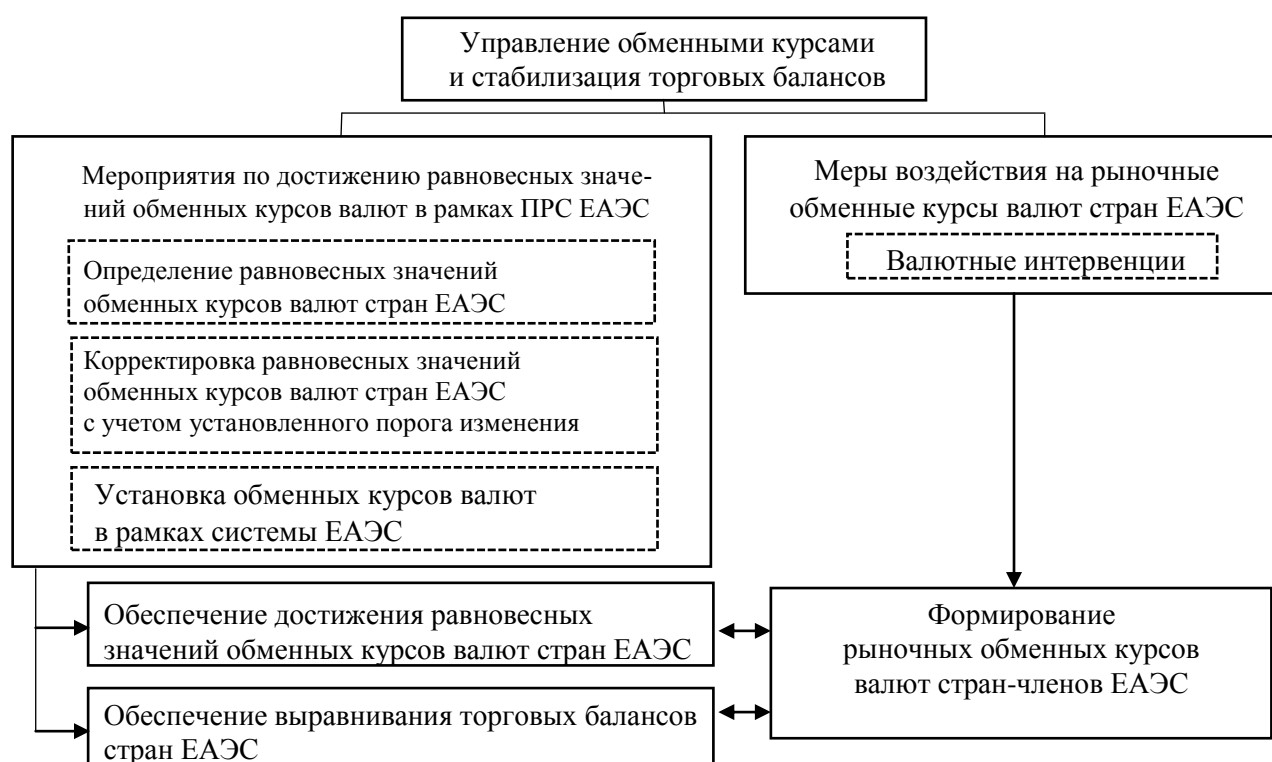 Управление обменными курсами
и стабилизация торговых балансов
Мероприятия по достижению равновесных значе-
ний обменных курсов валют в рамках ПРС ЕАЭС
Определение равновесных значений
обменных курсов валют стран ЕАЭС
Корректировка равновесных значений
обменных курсов валют стран ЕАЭС
с учетом установленного порога изменения
Установка обменных курсов валют
в рамках системы ЕАЭС
Меры воздействия на рыночные
обменные курсы валют стран ЕАЭС
Валютные интервенции
Обеспечение достижения равновесных
значений обменных курсов валют стран ЕАЭС
Обеспечение выравнивания торговых балансов
стран ЕАЭС
Формирование
рыночных обменных курсов
валют стран-членов ЕАЭС